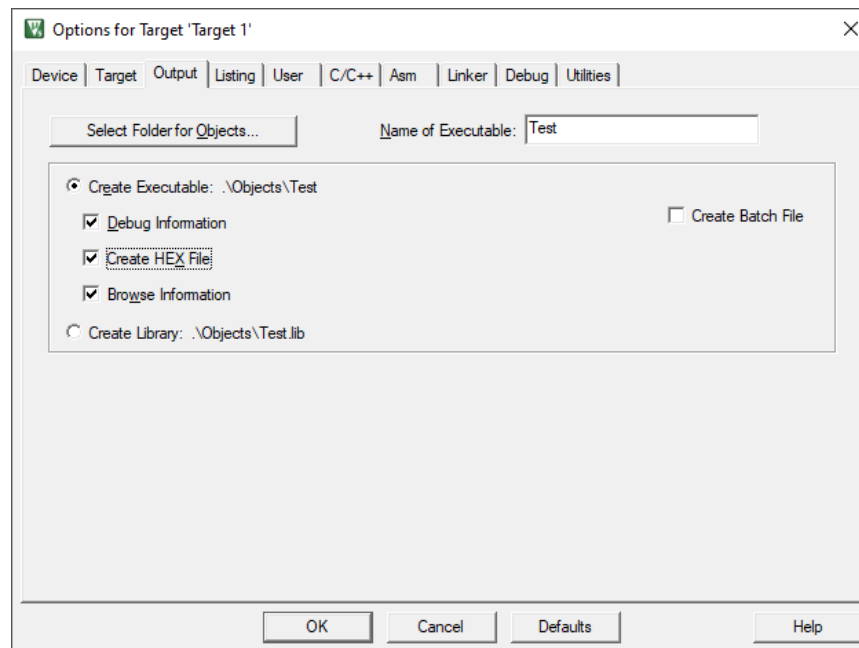 Options for Target 'Target 1'
Device Target Output Listing User C/C++ Asm Linker Debug Utilities
Select Folder for Objects... Name of Executable: Test
Create Executable: .\Objects\Test
Debug Information Create Batch File
Create HEX File
Browse Information
Create Library: .\Objects\Test.lib
OK Cancel Defaults Help